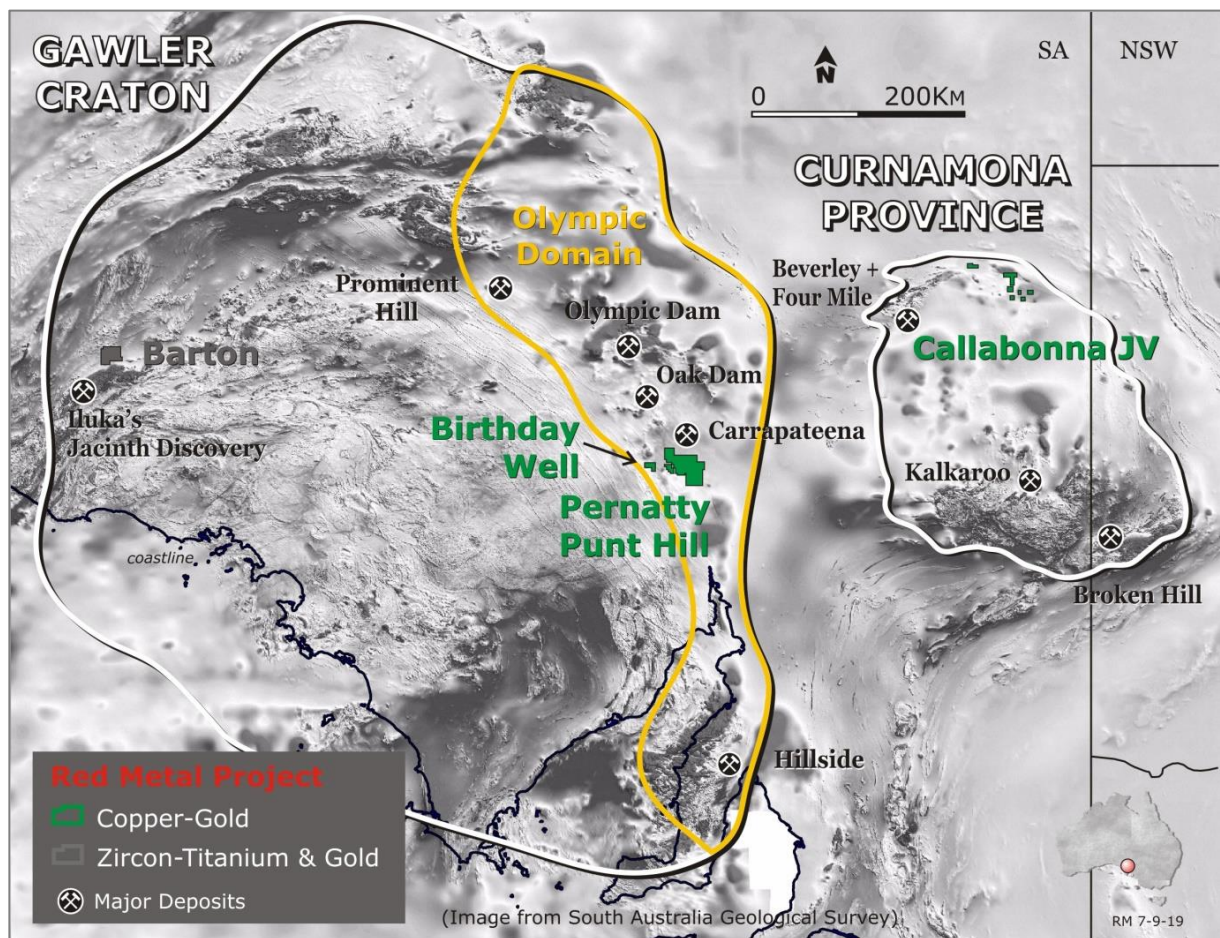 GAWLER
CRATON
SA
NSW
N
0 200KM
CURNAMONA
PROVINCE
Olympic
Domain
Prominent
Hill
Olympic Dam
Beverley +
Four Mile
Callabonna JV
Barton
Oak Dam
Iluka's
Jacinth Discovery
Birthday
Well
Carrapateena
Kalkaroo
Pernatty
Punt Hill
coastline
Broken Hill
Hillside
Red Metal Project
Copper-Gold
Zircon-Titanium & Gold
Major Deposits
(Image from South Australia Geological Survey)
RM 7-9-19